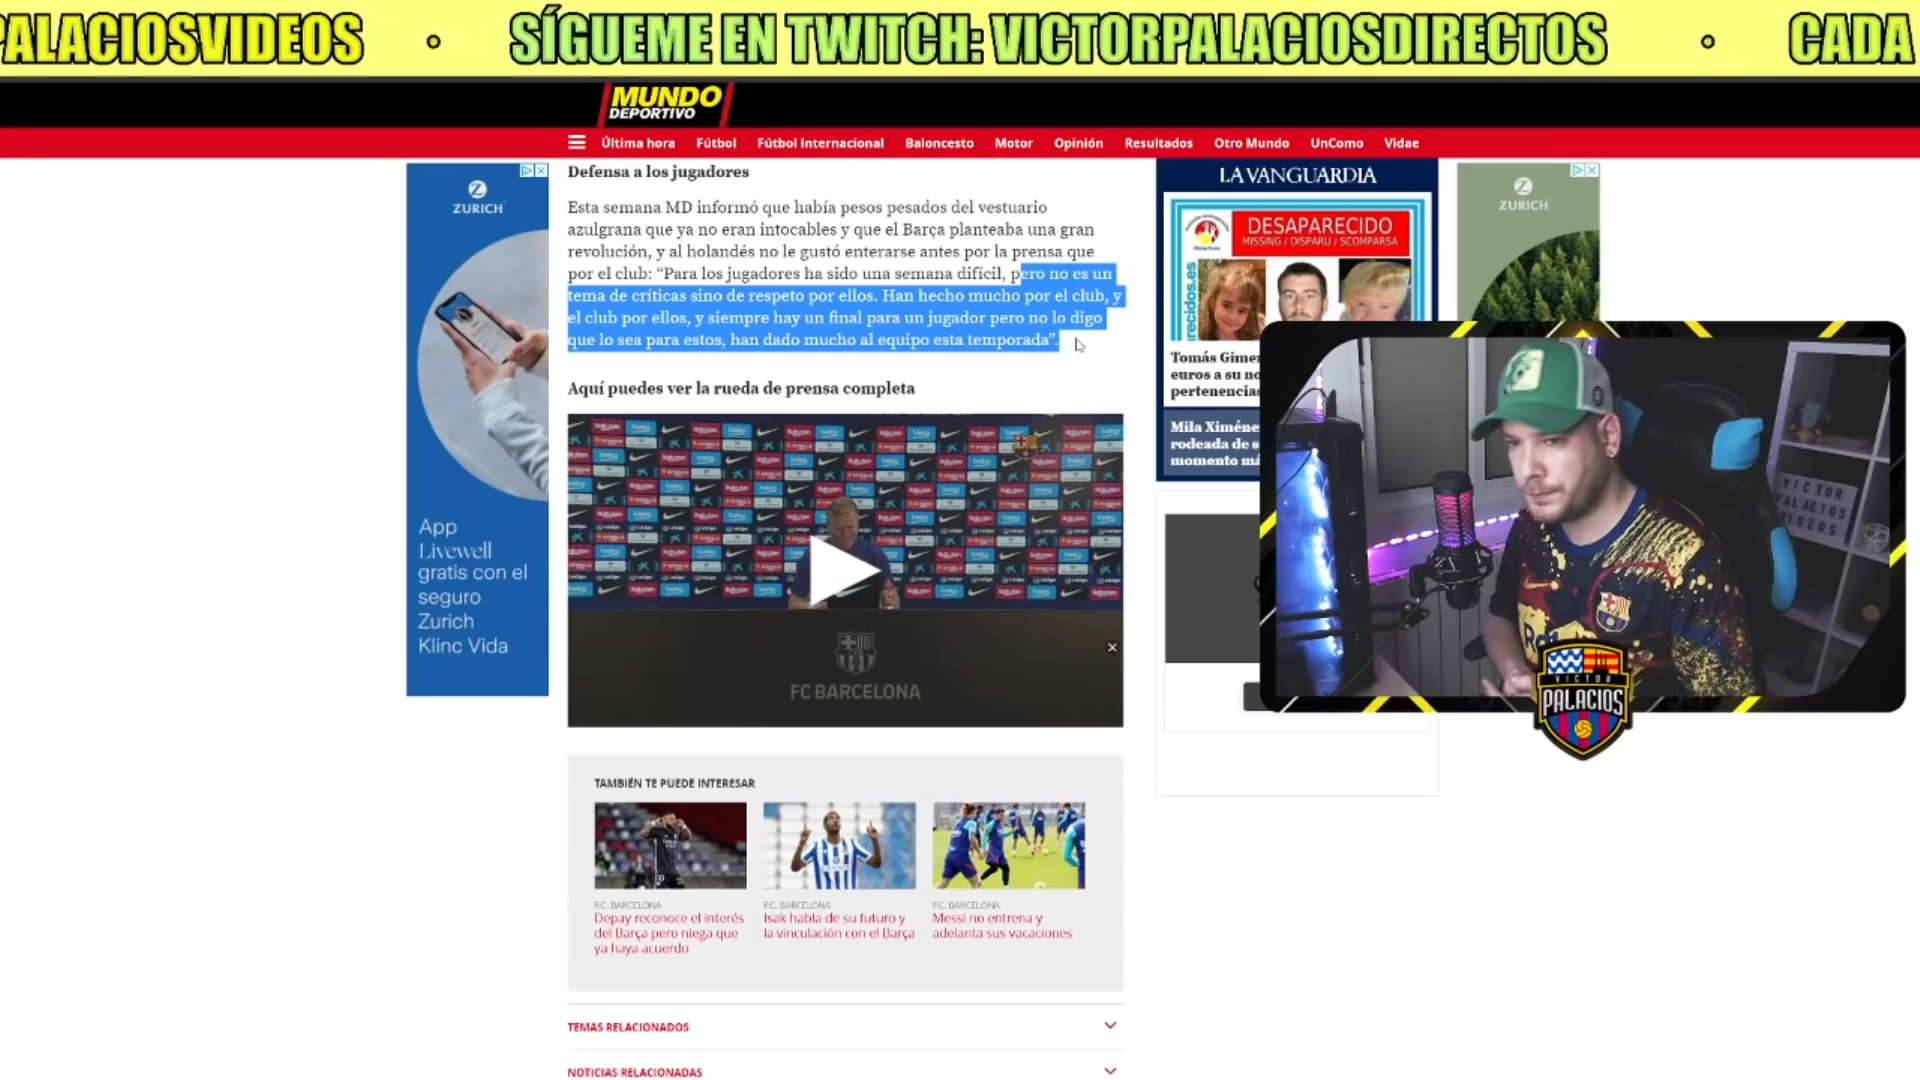 PALACIOSVIDEOS • SÍGUEME EN TWITCH: VICTORPALACIOSDIRECTOS • CADA
MUNDO
DEPORTIVO
Última hora Fútbol Fútbol Internacional Baloncesto Motor Opinión Resultados Otro Mundo UnComo Vidae
Defensa a los jugadores
Esta semana MD informó que había pesos pesados del vestuario
azulgrana que ya no eran intocables y que el Barça planteaba una gran
revolución, y al holandés no le gustó enterarse antes por la prensa que
por el club: “Para los jugadores ha sido una semana difícil, pero no es un
tema de críticas sino de respeto por ellos. Han hecho mucho por el club, y
el club por ellos, y siempre hay un final para un jugador pero no lo digo
que lo sea para estos, han dado mucho al equipo esta temporada”.
Aquí puedes ver la rueda de prensa completa
FC BARCELONA
TAMBIÉN TE PUEDE INTERESAR
F.C. BARCELONA
Depay reconoce el interés
del Barça pero niega que
ya haya acuerdo
F.C. BARCELONA
Isak habla de su futuro y
la vinculación con el Barça
F.C. BARCELONA
Messi no entrena y
adelanta sus vacaciones
TEMAS RELACIONADOS
NOTICIAS RELACIONADAS
ZURICH
App
Livewell
gratis con el
seguro
Zurich
Klinc Vida
LA VANGUARDIA
DESAPARECIDO
MISSING / DISPARU / SCOMPARSA
recidos.es
Tomás Gimen
euros a su no
pertenencias
Mila Ximéne
rodeada de s
momento má
ZURICH
VICTOR
PALACIOS
VIDEOS
VICTOR
PALACIOS